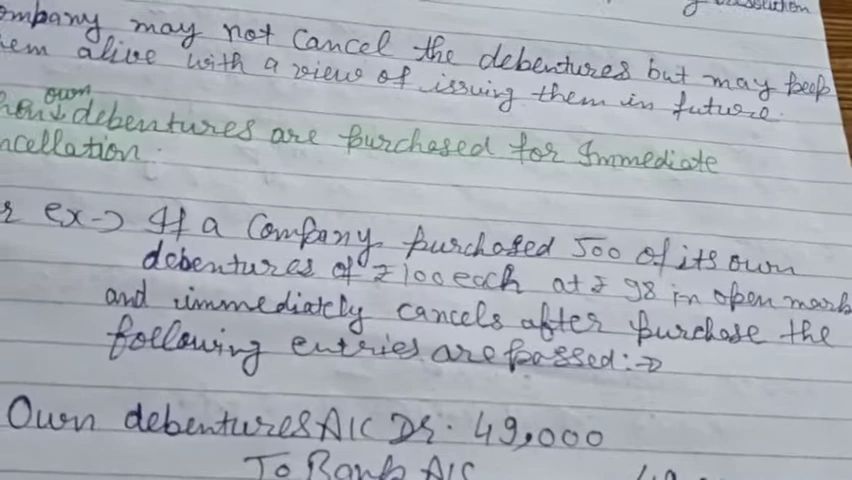 ompany may not cancel the debentures but may keep
em alive with a view of issuing them in future.
own
debentures are purchased for Immediate
ncellation.
ex-> If a Company purchased 500 of its own
debentures of ₹100 each at ₹ 98 in open mark
and immediately cancels after purchase the
following entries are passed:->
Own debentures A/C Dr. 49,000
To Bank A/C